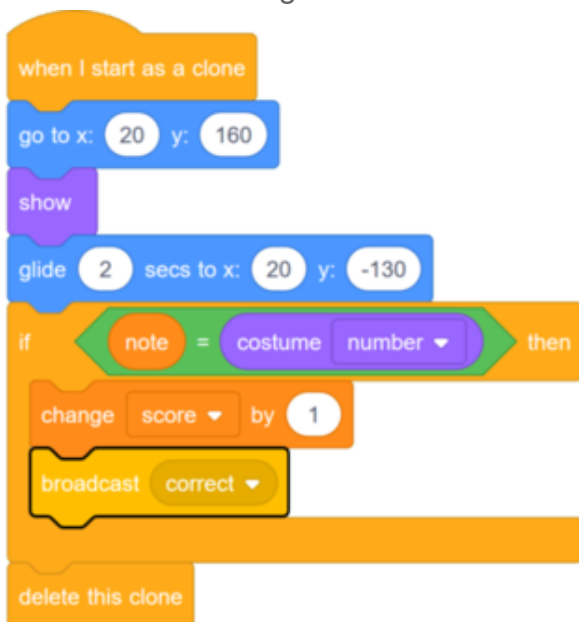 when I start as a clone
go to x: 20 y: 160
show
glide 2 secs to x: 20 y: -130
if note = costume number then
change score by 1
broadcast correct
delete this clone